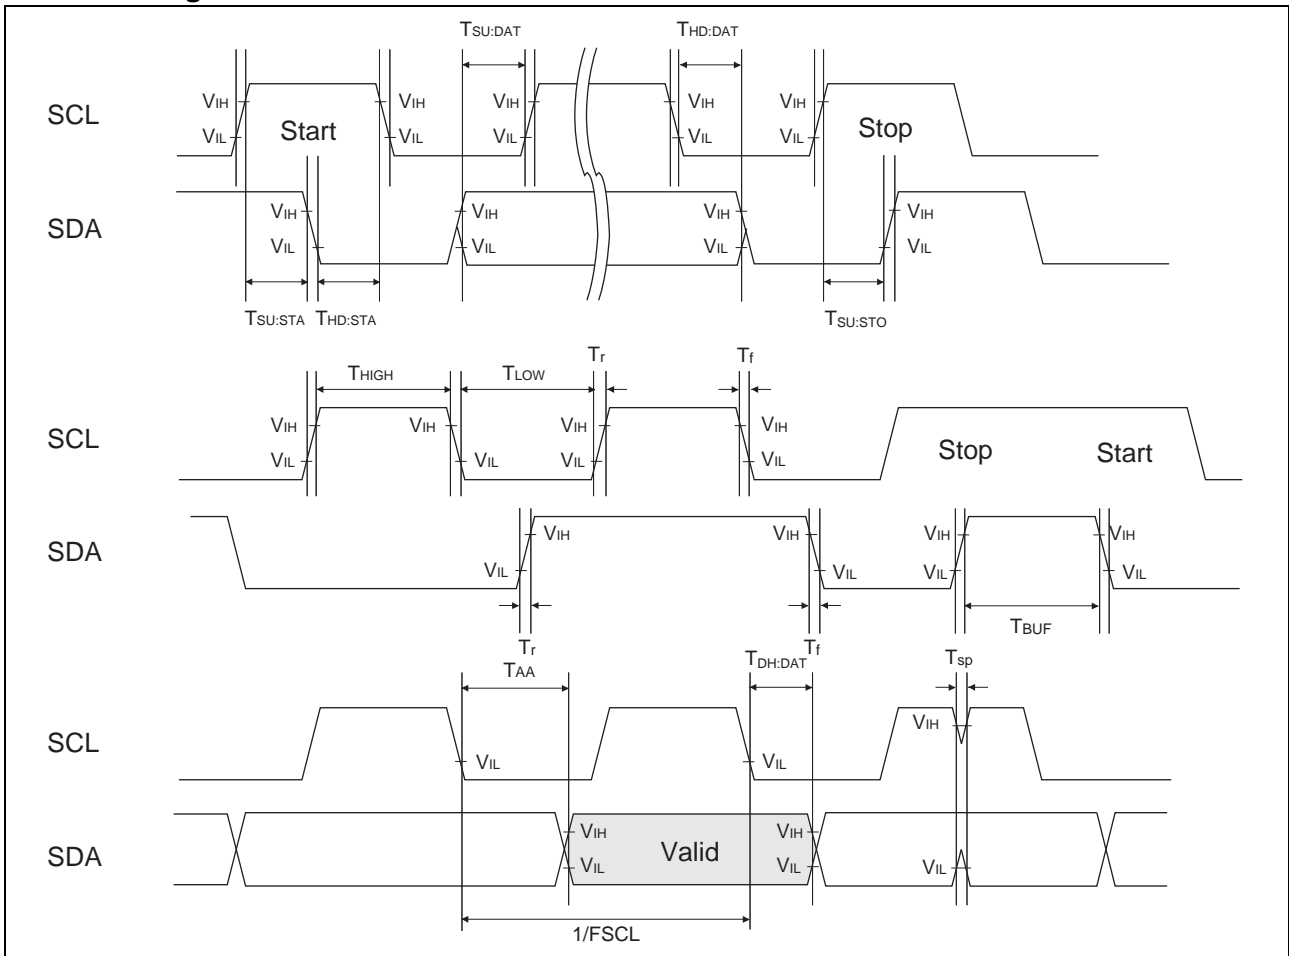 TSU:DAT THD:DAT
SCL VIH VIH VIH VIH VIH
VIL Start VIL VIL VIL VIL Stop
SDA VIH VIH VIH VIH
VIL VIL VIL VIL
TSU:STA THD:STA TSU:STO
THIGH TLOW Tr Tf
SCL VIH VIH VIH VIH
VIL VIL VIL VIL Stop Start
SDA VIH VIH VIH VIH
VIL VIL VIL VIL
Tr Tf TBUF
TAA TDH:DAT Tsp
SCL VIH
VIL VIL
SDA VIH Valid VIH
VIL VIL VIL
1/FSCL